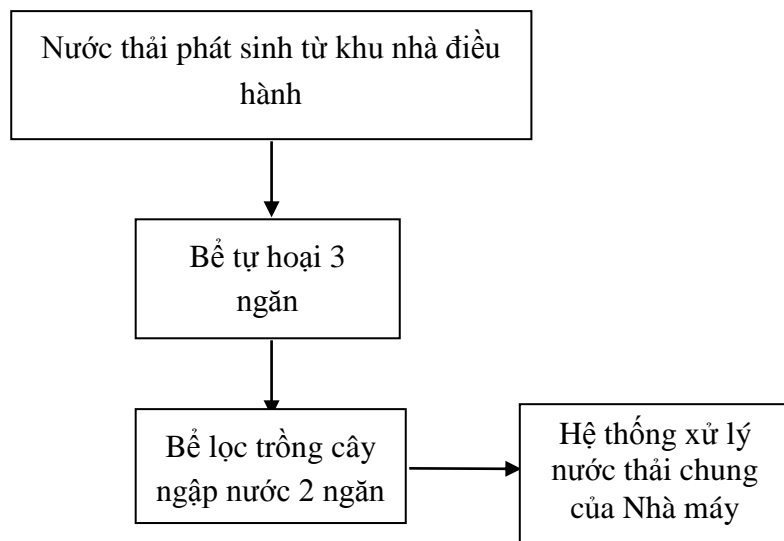 Nước thải phát sinh từ khu nhà điều
hành
Bể tự hoại 3
ngăn
Bể lọc trồng cây
ngập nước 2 ngăn
Hệ thống xử lý
nước thải chung
của Nhà máy